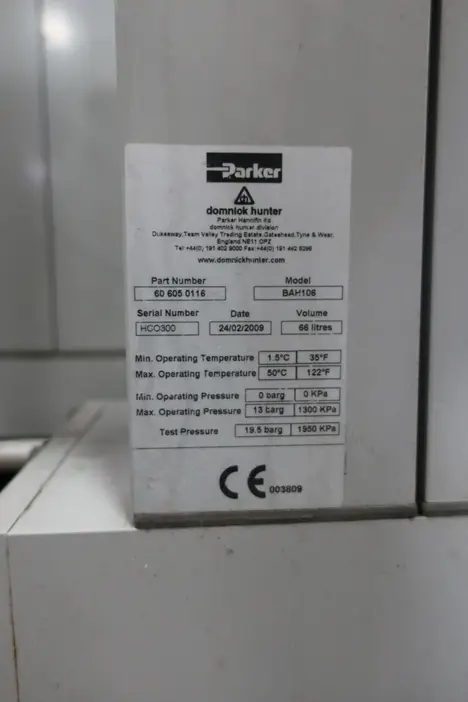 Parker
domnick hunter
Parker Hannifin ltd
domnick hunter division
Dukesway, Team Valley Trading Estate, Gateshead, Tyne & Wear,
England, NE11 0PZ
Tel:+44(0) 191 402 9000 Fax:+44(0) 191 482 6296
www.domnickhunter.com
Part Number Model
60 605 0116 BAH106
Serial Number Date Volume
HCO300 24/02/2009 66 litres
Min. Operating Temperature 1.5°C 35°F
Max. Operating Temperature 50°C 122°F
Min. Operating Pressure 0 barg 0 KPa
Max. Operating Pressure 13 barg 1300 KPa
Test Pressure 19.5 barg 1950 KPa
CE 003809